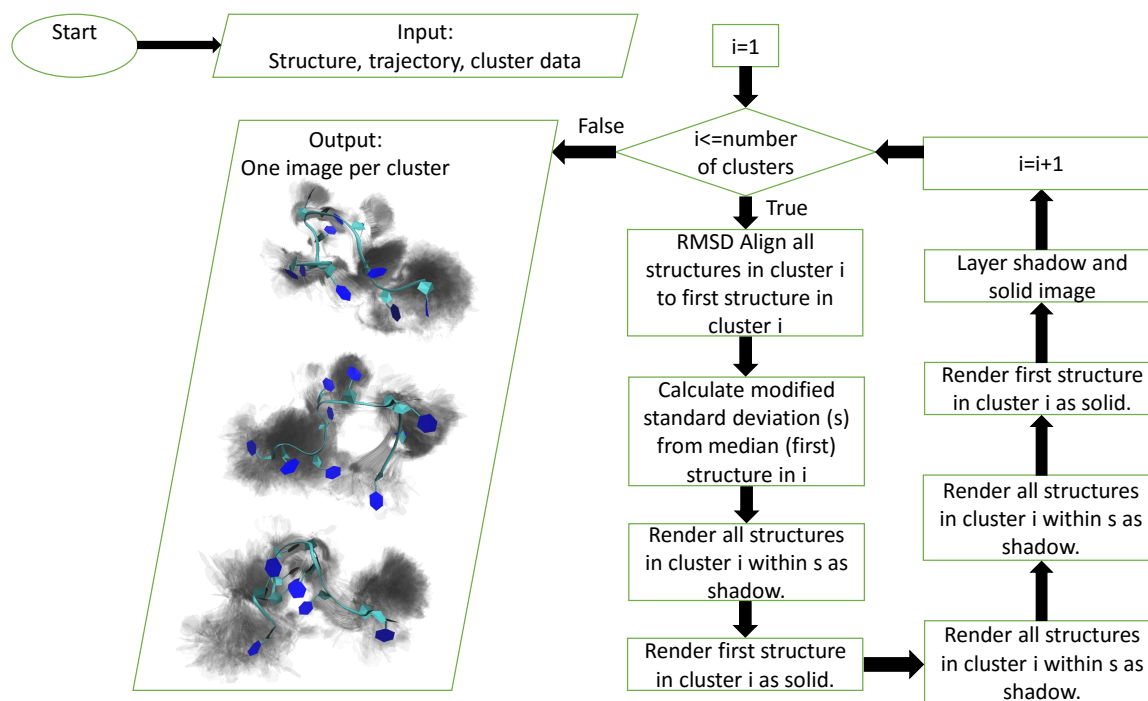 Start
Input:
Structure, trajectory, cluster data
i=1
i<=number
of clusters
False
Output:
One image per cluster
True
RMSD Align all
structures in cluster i
to first structure in
cluster i
Calculate modified
standard deviation (s)
from median (first)
structure in i
Render all structures
in cluster i within s as
shadow.
Render first structure
in cluster i as solid.
Render all structures
in cluster i within s as
shadow.
Render all structures
in cluster i within s as
shadow.
Render first structure
in cluster i as solid.
Layer shadow and
solid image
i=i+1